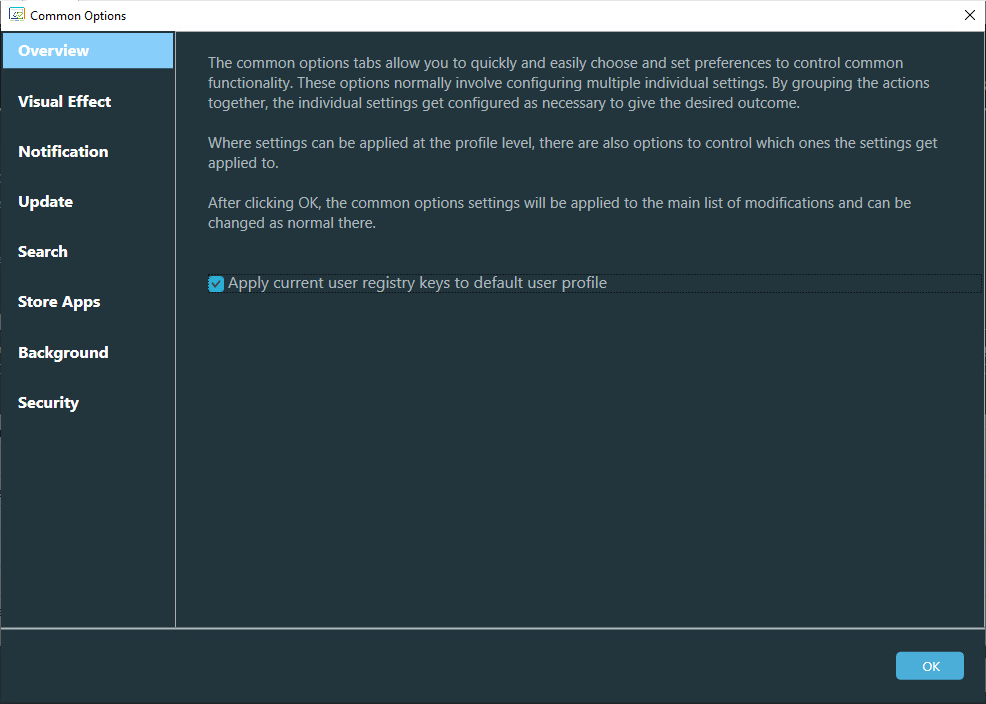 Common Options
Overview
Visual Effect
Notification
Update
Search
Store Apps
Background
Security
The common options tabs allow you to quickly and easily choose and set preferences to control common
functionality. These options normally involve configuring multiple individual settings. By grouping the actions
together, the individual settings get configured as necessary to give the desired outcome.
Where settings can be applied at the profile level, there are also options to control which ones the settings get
applied to.
After clicking OK, the common options settings will be applied to the main list of modifications and can be
changed as normal there.
Apply current user registry keys to default user profile
OK